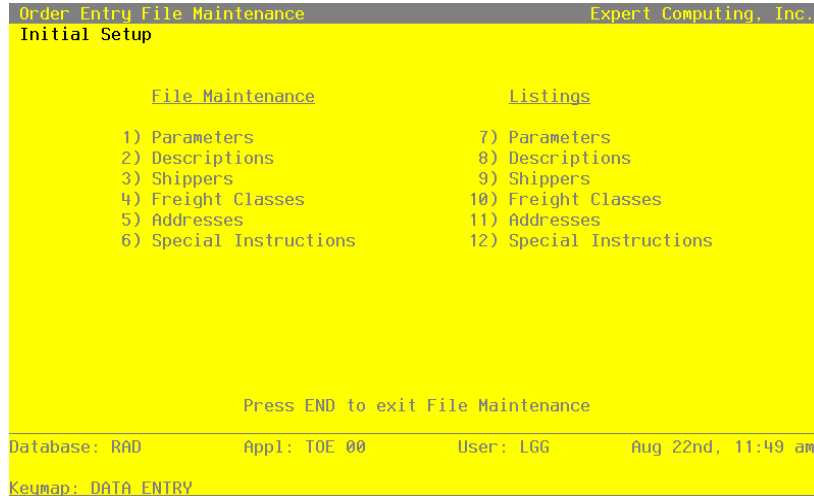 Order Entry File Maintenance Expert Computing, Inc.
Initial Setup
File Maintenance Listings
1) Parameters 7) Parameters
2) Descriptions 8) Descriptions
3) Shippers 9) Shippers
4) Freight Classes 10) Freight Classes
5) Addresses 11) Addresses
6) Special Instructions 12) Special Instructions
Press END to exit File Maintenance
Database: RAD Appl: TOE 00 User: LGG Aug 22nd, 11:49 am
Keymap: DATA ENTRY